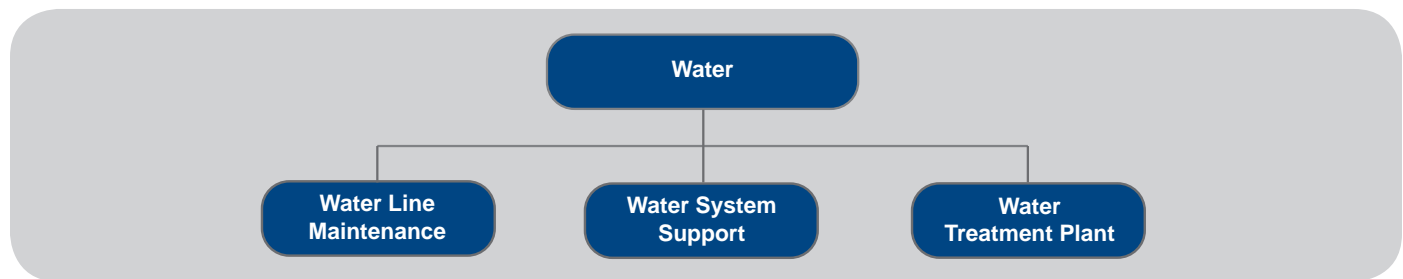 Water
Water Line
Maintenance
Water System
Support
Water
Treatment Plant